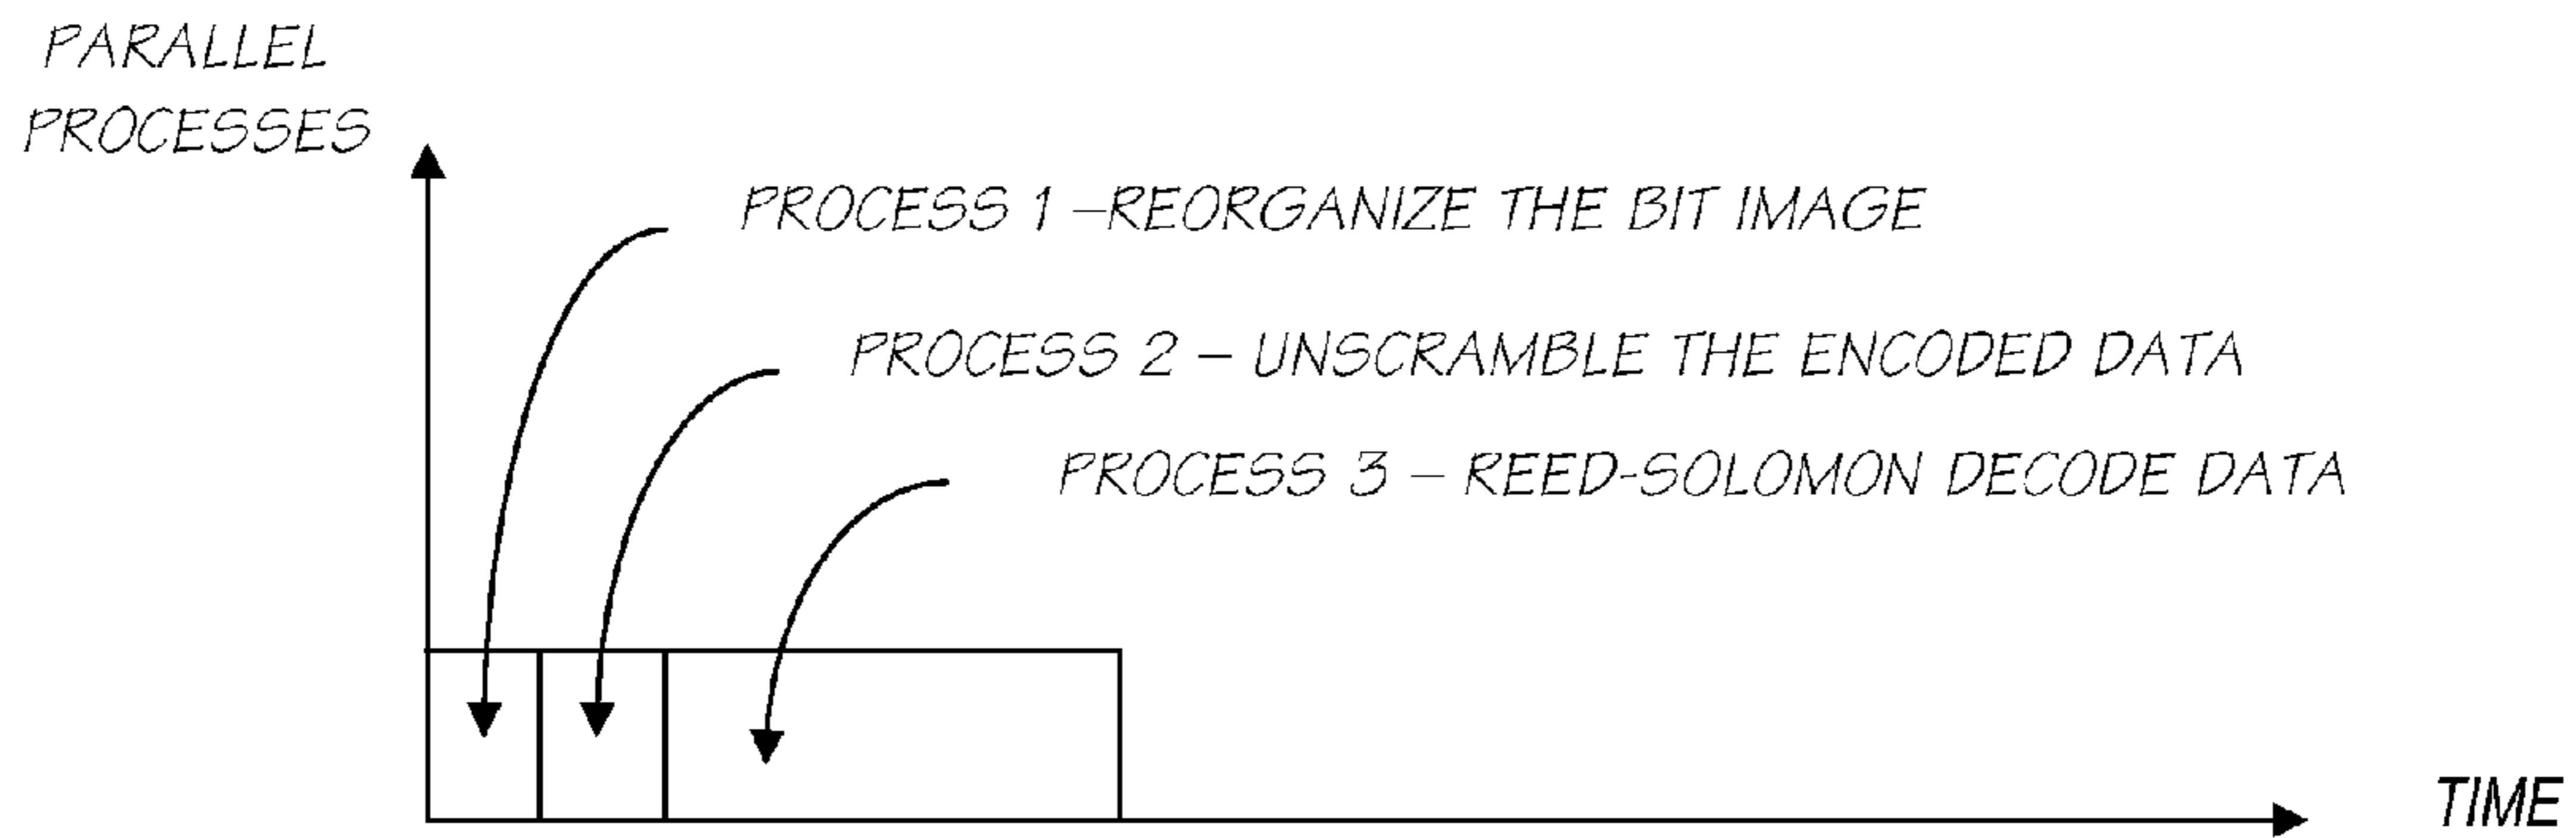 PARALLEL
PROCESSES
PROCESS 1 –REORGANIZE THE BIT IMAGE
PROCESS 2 – UNSCRAMBLE THE ENCODED DATA
PROCESS 3 – REED-SOLOMON DECODE DATA
TIME